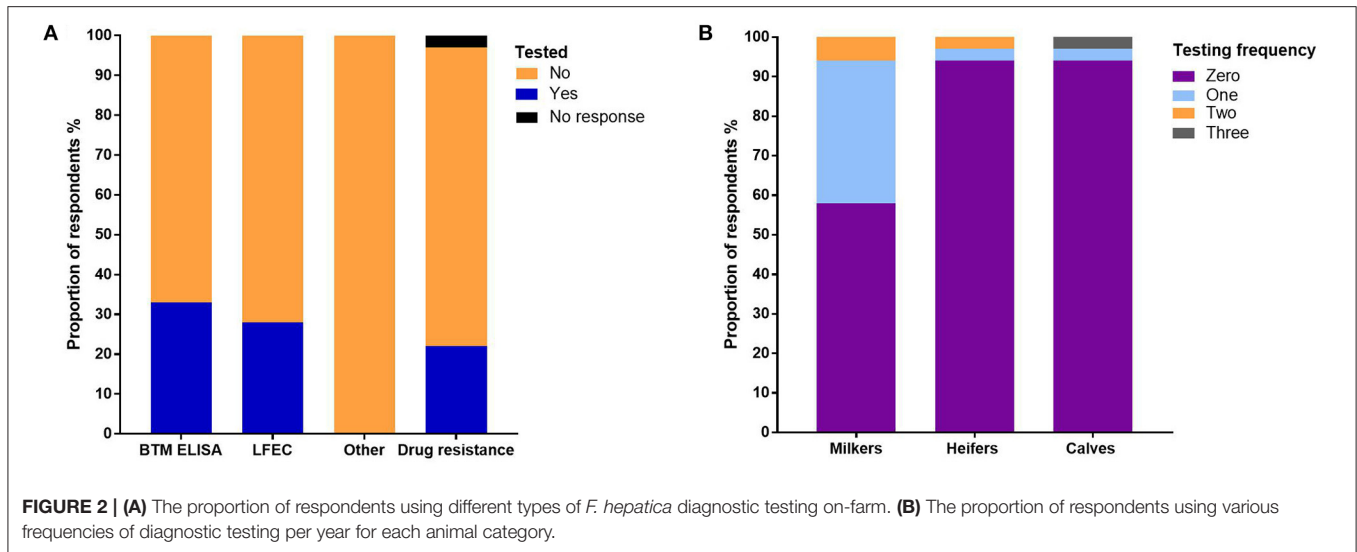 A
Proportion of respondents %
100
90
80
70
60
50
40
30
20
10
0
BTM ELISA LFEC Other Drug resistance
Tested
No
Yes
No response
B
Proportion of respondents %
100
90
80
70
60
50
40
30
20
10
0
Milkers Heifers Calves
Testing frequency
Zero
One
Two
Three
FIGURE 2 | (A) The proportion of respondents using different types of F. hepatica diagnostic testing on-farm. (B) The proportion of respondents using various
frequencies of diagnostic testing per year for each animal category.